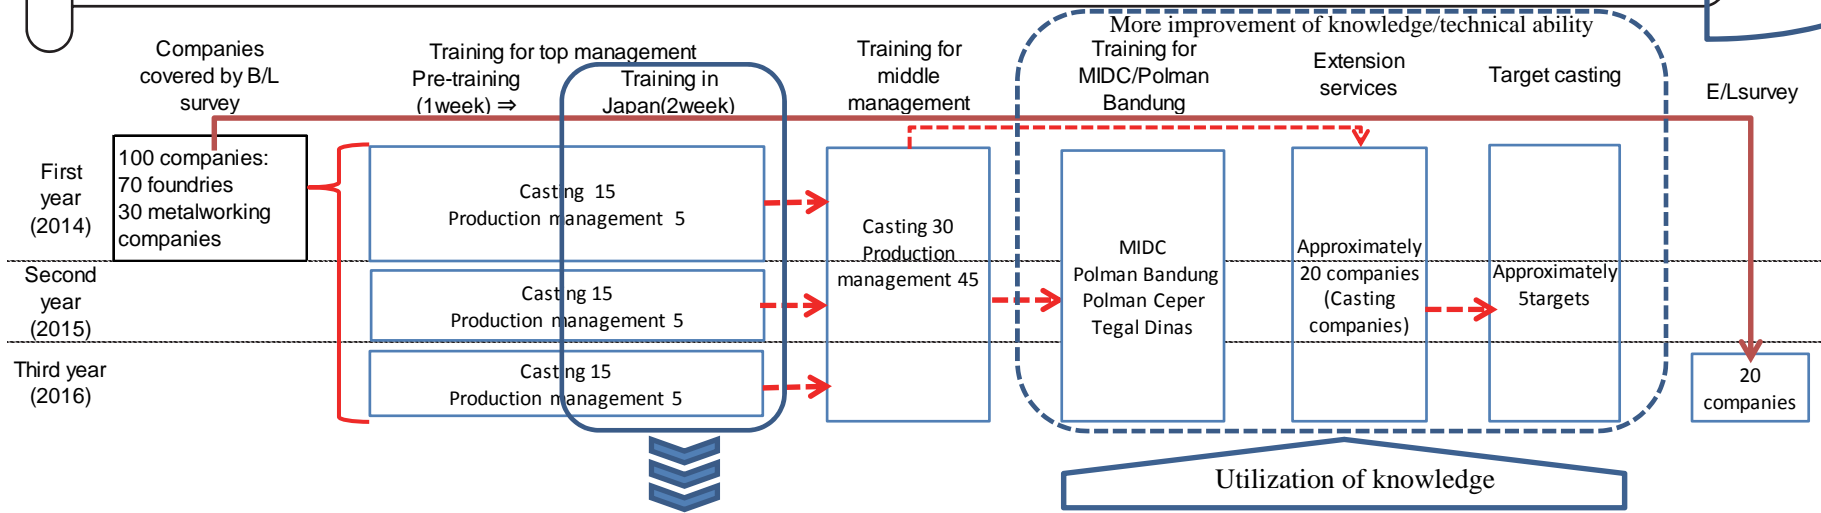 More improvement of knowledge/technical ability
Companies
covered by B/L
survey
Training for top management
Pre-training
(1week) ⇒
Training in
Japan(2week)
Training for
middle
management
Training for
MIDC/Polman
Bandung
Extension
services
Target casting
E/Lsurvey
First
year
(2014)
100 companies:
70 foundries
30 metalworking
companies
Casting 15
Production management 5
Second
year
(2015)
Casting 15
Production management 5
Third year
(2016)
Casting 15
Production management 5
Casting 30
Production
management 45
MIDC
Polman Bandung
Polman Ceper
Tegal Dinas
Approximately
20 companies
(Casting
companies)
Approximately
5targets
20
companies
Utilization of knowledge